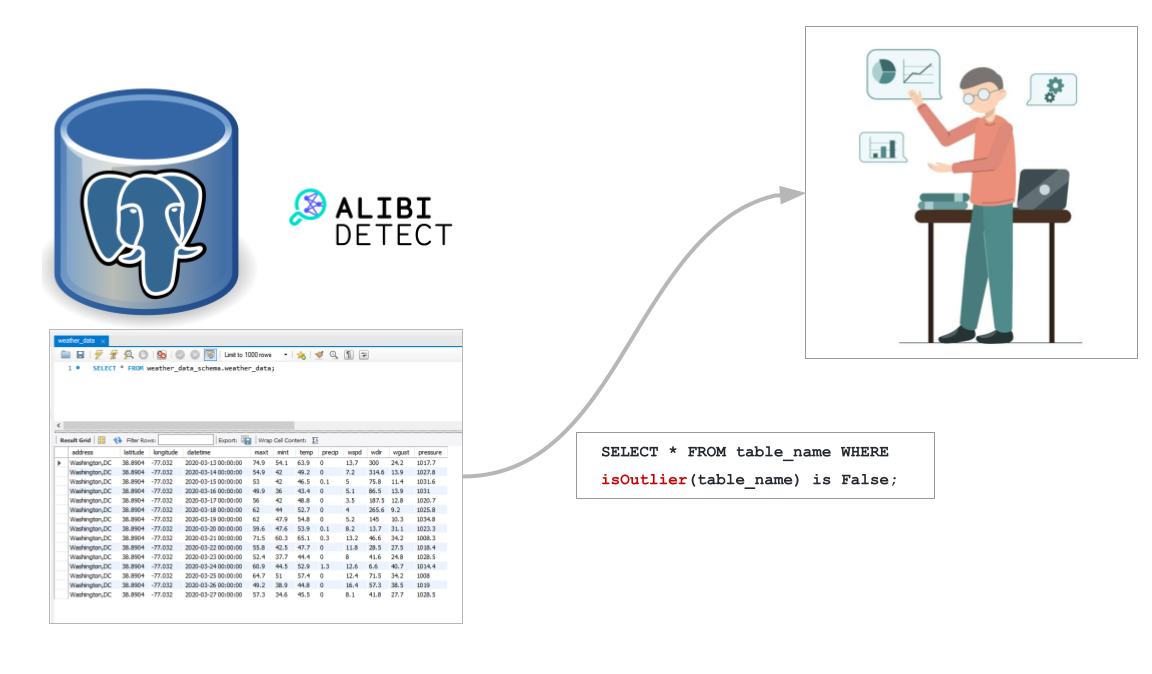 ALIBI
DETECT
weather_data ×
Limit to 1000 rows
1 SELECT * FROM weather_data_schema.weather_data;
Result Grid Filter Rows: Export: Wrap Cell Content:
address latitude longitude datetime maxt mint temp precip wspd wdir wgust pressure
Washington,DC 38.8904 -77.032 2020-03-13 00:00:00 74.9 54.1 63.9 0 13.7 300 24.2 1017.7
Washington,DC 38.8904 -77.032 2020-03-14 00:00:00 54.9 42 49.2 0 7.2 314.6 13.9 1027.8
Washington,DC 38.8904 -77.032 2020-03-15 00:00:00 53 42 46.5 0.1 5 75.8 11.4 1031.6
Washington,DC 38.8904 -77.032 2020-03-16 00:00:00 49.9 36 43.4 0 5.1 86.5 13.9 1031
Washington,DC 38.8904 -77.032 2020-03-17 00:00:00 56 42 48.8 0 3.5 187.5 12.8 1020.7
Washington,DC 38.8904 -77.032 2020-03-18 00:00:00 62 44 52.7 0 4 265.6 9.2 1025.8
Washington,DC 38.8904 -77.032 2020-03-19 00:00:00 62 47.9 54.8 0 5.2 145 10.3 1034.8
Washington,DC 38.8904 -77.032 2020-03-20 00:00:00 59.6 47.6 53.9 0.1 8.2 13.7 31.1 1023.3
Washington,DC 38.8904 -77.032 2020-03-21 00:00:00 71.5 60.3 65.1 0.3 13.2 46.6 34.2 1008.3
Washington,DC 38.8904 -77.032 2020-03-22 00:00:00 55.8 42.5 47.7 0 11.8 28.5 27.5 1018.4
Washington,DC 38.8904 -77.032 2020-03-23 00:00:00 52.4 37.7 44.4 0 8 41.6 24.8 1028.5
Washington,DC 38.8904 -77.032 2020-03-24 00:00:00 60.9 44.5 52.9 1.3 12.6 6.6 40.7 1014.4
Washington,DC 38.8904 -77.032 2020-03-25 00:00:00 64.7 51 57.4 0 12.4 71.5 34.2 1008
Washington,DC 38.8904 -77.032 2020-03-26 00:00:00 49.2 38.9 44.8 0 16.4 57.3 38.5 1019
Washington,DC 38.8904 -77.032 2020-03-27 00:00:00 57.3 34.6 45.5 0 8.1 41.8 27.7 1028.5
SELECT * FROM table_name WHERE
isOutlier(table_name) is False;